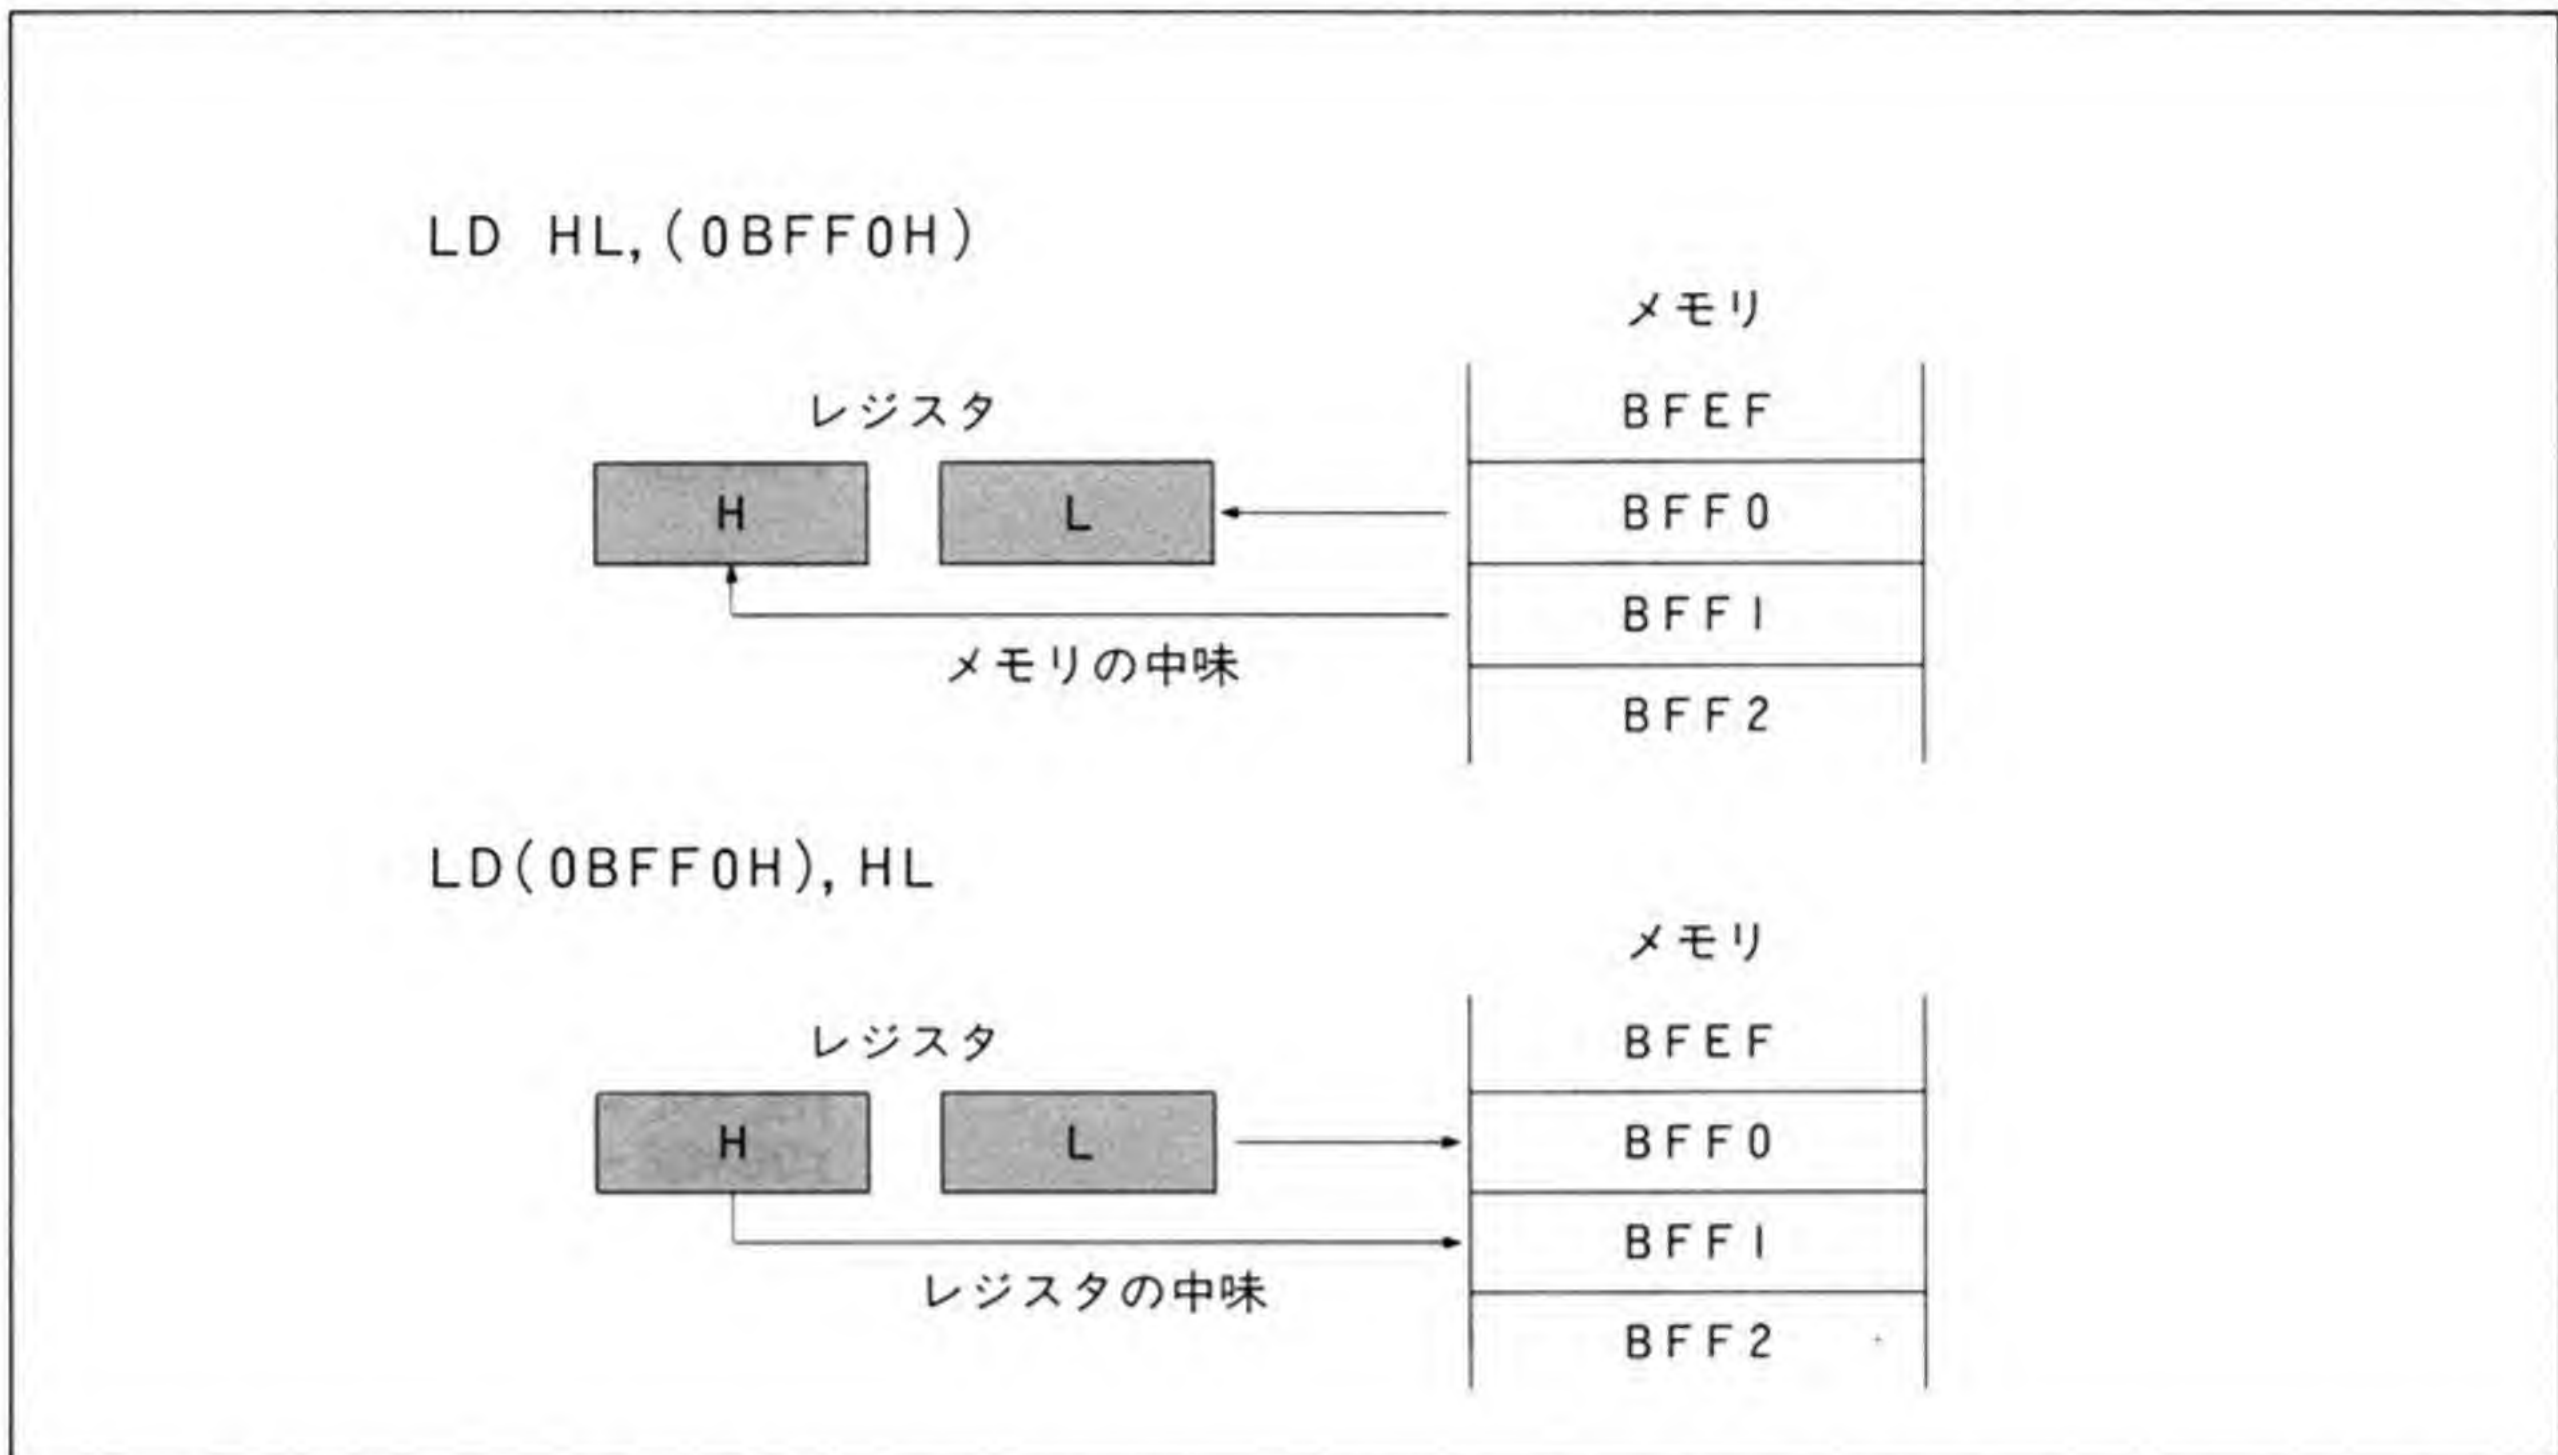 LD HL,(0BFF0H)
メモリ
レジスタ
BFEF
H
L
BFF0
BFF1
メモリの中味
BFF2
LD(0BFF0H),HL
メモリ
レジスタ
BFEF
H
L
BFF0
BFF1
レジスタの中味
BFF2